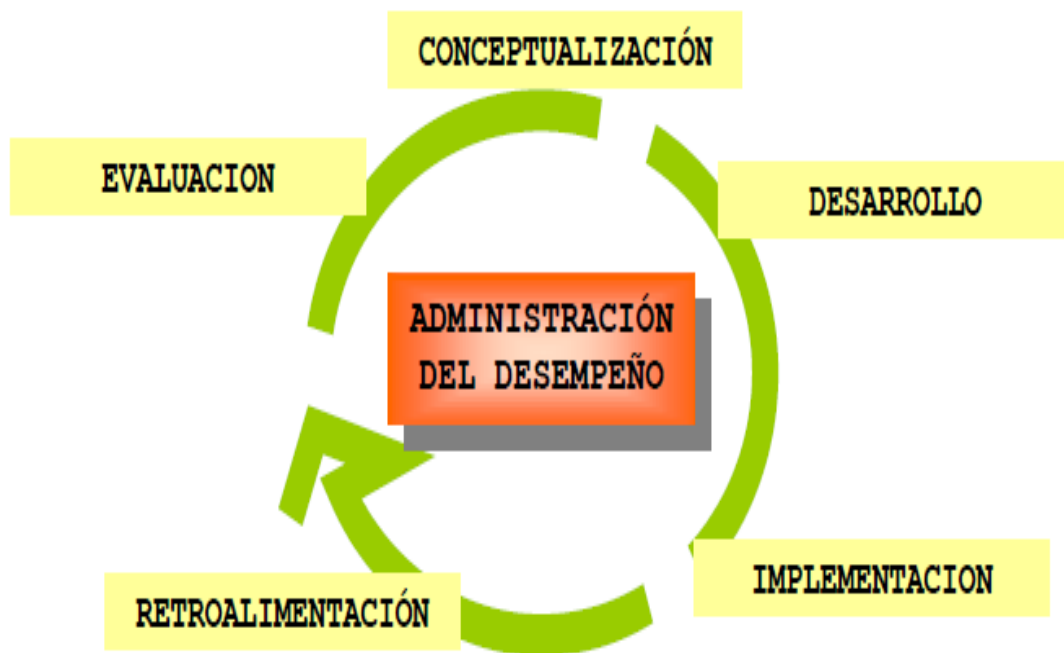 CONCEPTUALIZACIÓN
EVALUACION
DESARROLLO
ADMINISTRACIÓN
DEL DESEMPEÑO
IMPLEMENTACION
RETROALIMENTACIÓN